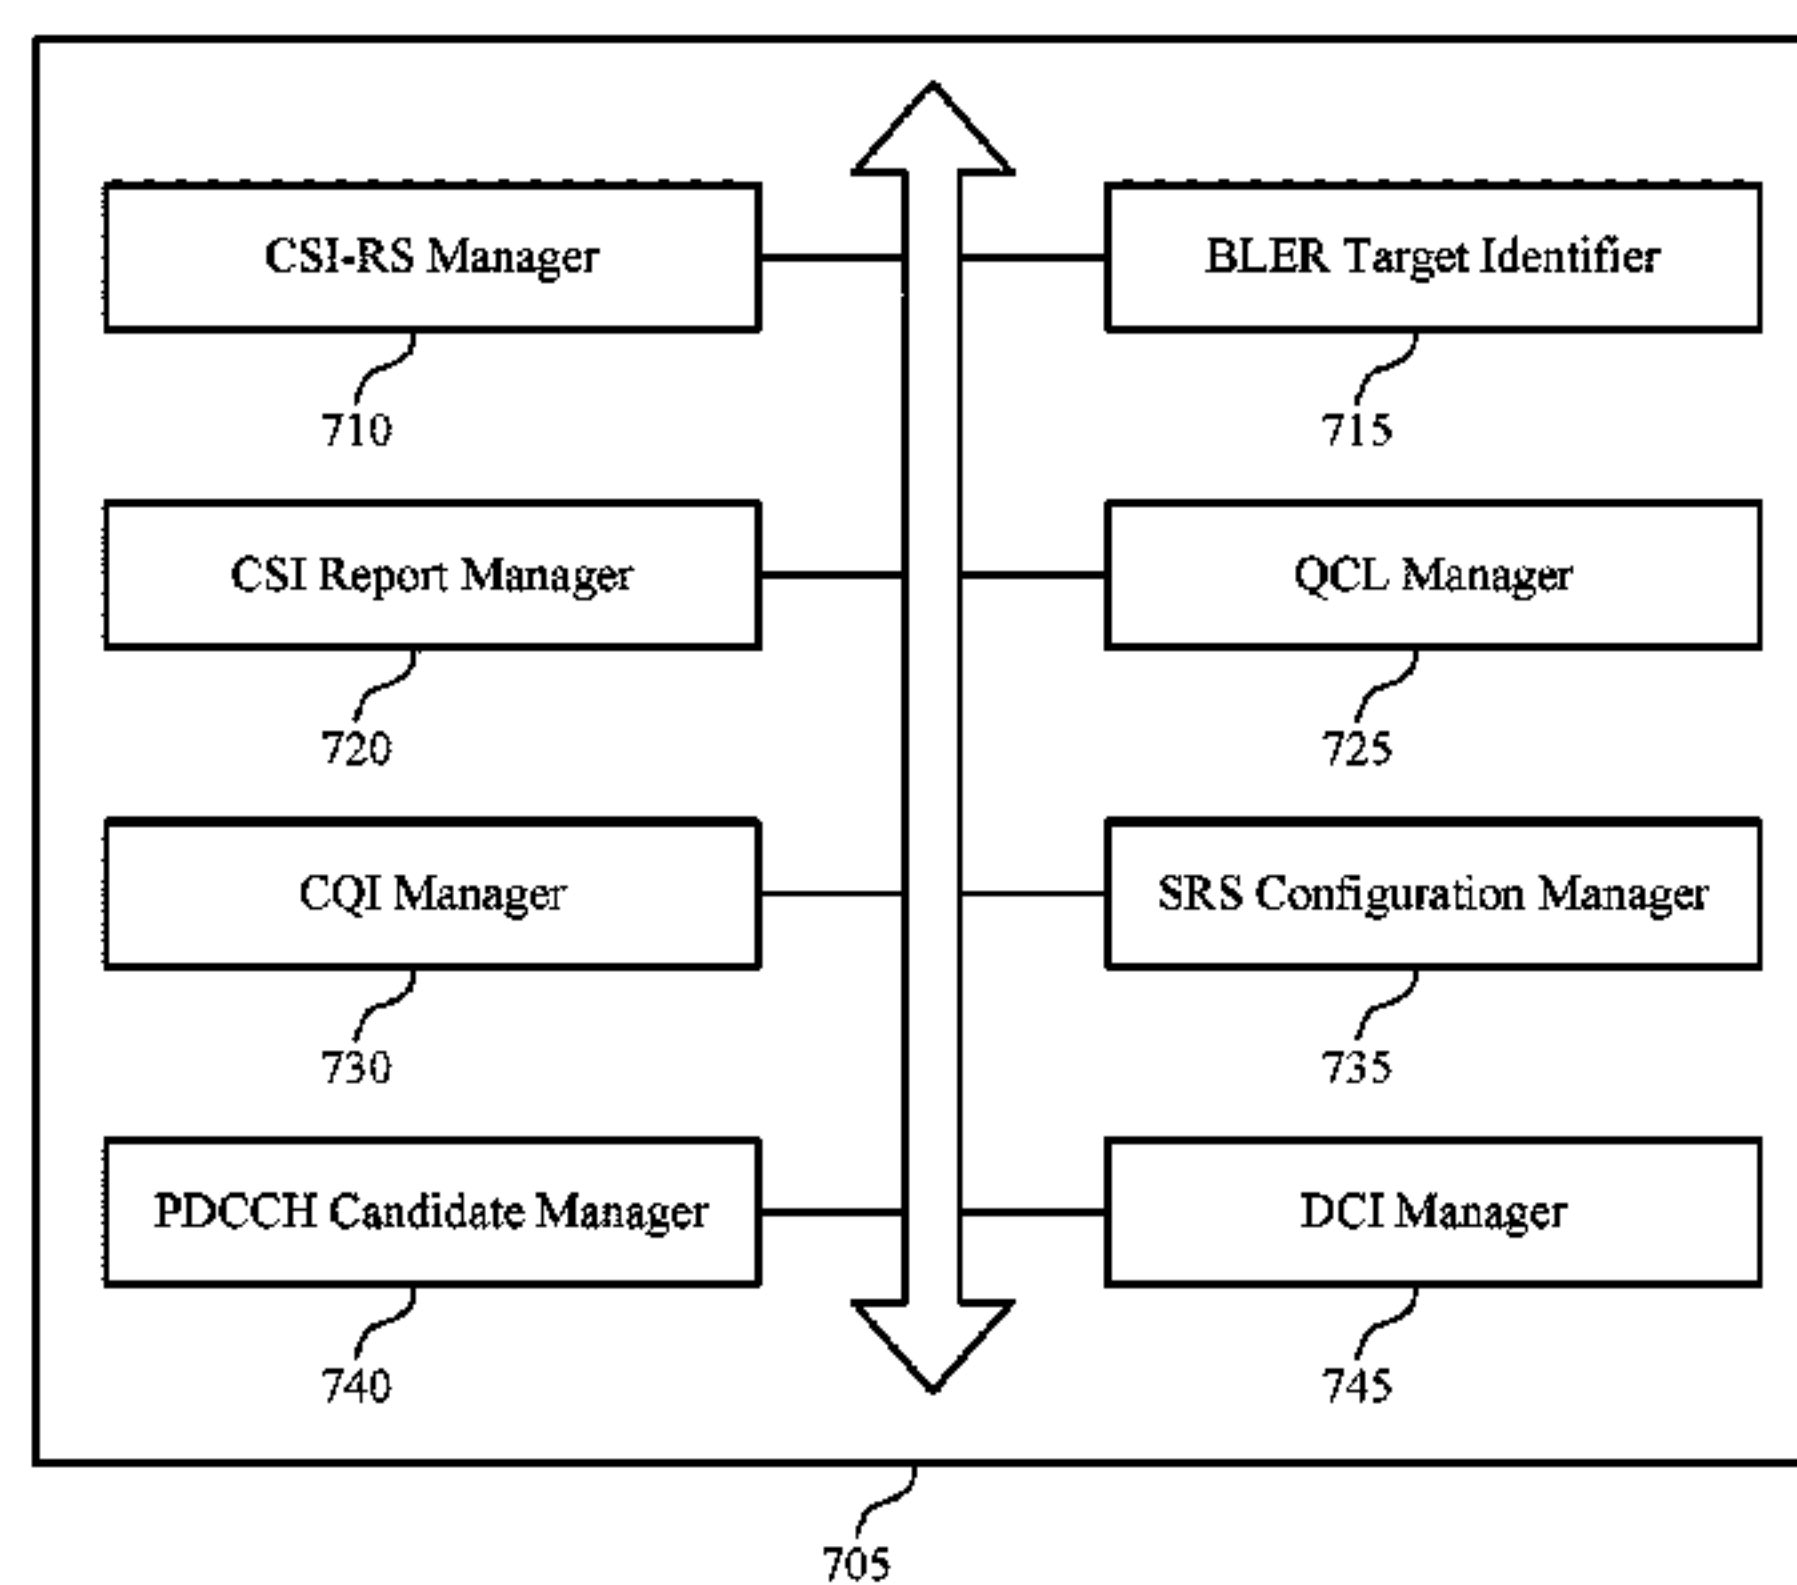 CSI-RS Manager
BLER Target Identifier
710
715
CSI Report Manager
QCL Manager
720
725
CQI Manager
SRS Configuration Manager
730
735
PDCCH Candidate Manager
DCI Manager
740
745
705